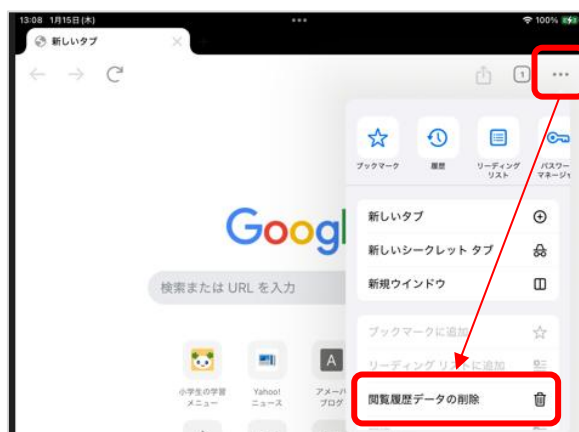 13:08 1月15日(木)
100%
新しいタブ
1
ブックマーク
履歴
リーディング
リスト
パスワー
マネージャ
新しいタブ
新しいシークレット タブ
新規ウインドウ
Googl
検索または URL を入力
ブックマークに追加
リーディング リストに追加
小学生の学習
メニュー
Yahoo!
ニュース
A
アメーバ
ブログ
閲覧履歴データの削除